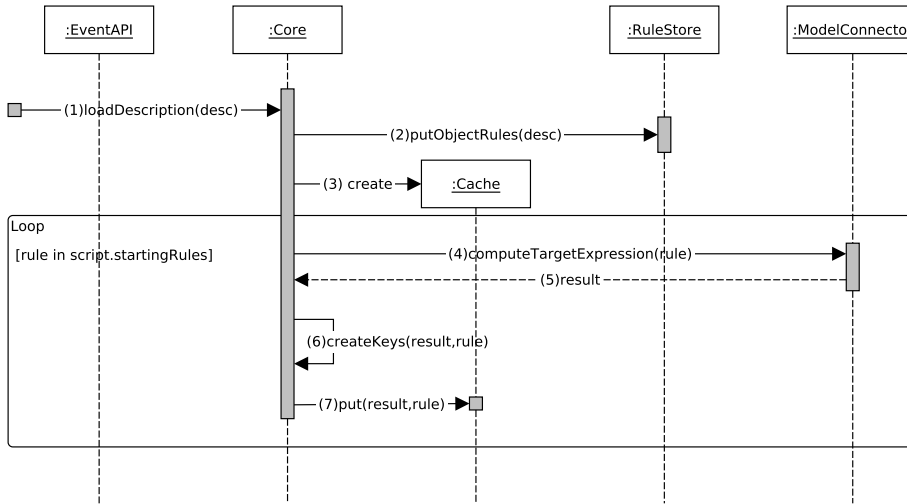 :EventAPI
:Core
:RuleStore
:ModelConnecto
(1)loadDescription(desc)
(2)putObjectRules(desc)
(3) create
:Cache
Loop
[rule in script.startingRules]
(4)computeTargetExpression(rule)
(5)result
(6)createKeys(result,rule)
(7)put(result,rule)